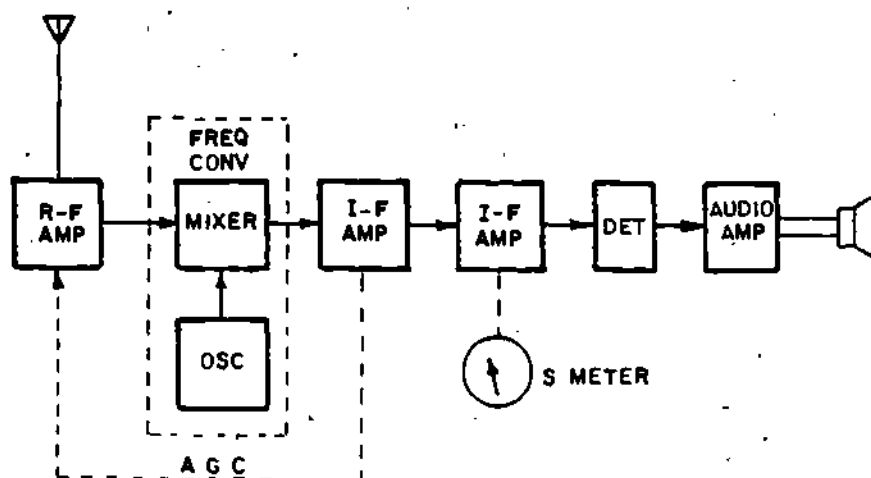 FREQ
CONV
R-F
AMP
MIXER
I-F
AMP
I-F
AMP
DET
AUDIO
AMP
OSC
S METER
A G C